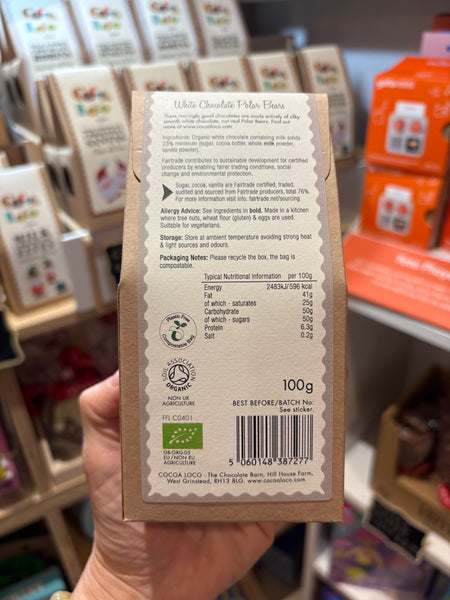 White Chocolate Polar Bears
These roaringly good chocolates are made entirely of silky
smooth white chocolate, not real Polar Bears. Find out
more at www.cocoaloco.com
Ingredients: Organic white chocolate containing milk solids
23% minimum (sugar, cocoa butter, whole milk powder,
vanilla powder).
Fairtrade contributes to sustainable development for certified
producers by enabling fairer trading conditions, social
change and environmental protection.
Sugar, cocoa, vanilla are Fairtrade certified, traded,
audited and sourced from Fairtrade producers, total 76%.
For more information visit info. fairtrade.net/sourcing
Allergy Advice: See ingredients in bold. Made in a kitchen
where tree nuts, wheat flour (gluten) & eggs are used.
Suitable for vegetarians.
Storage: Store at ambient temperature avoiding strong heat
& light sources and odours.
Packaging Notes: Please recycle the box, the bag is
compostable.
Typical Nutritional Information per 100g
Energy 2483kJ/596 kcal
Fat 41g
of which - saturates 25g
Carbohydrate 50g
of which - sugars 50g
Protein 6.3g
Salt 0.2g
Plastic Free
Compostable Bag
SOIL ASSOCIATION
ORGANIC
NON UK
AGRICULTURE
FFL C0401
GB-ORG-05
EU/NON EU
AGRICULTURE
100g
BEST BEFORE/BATCH No:
See sticker.
5 060148 387277
COCOA LOCO - The Chocolate Barn, Hill House Farm,
West Grinstead, RH13 8LG. www.cocoaloco.com
Cocoa
Loco
MILK